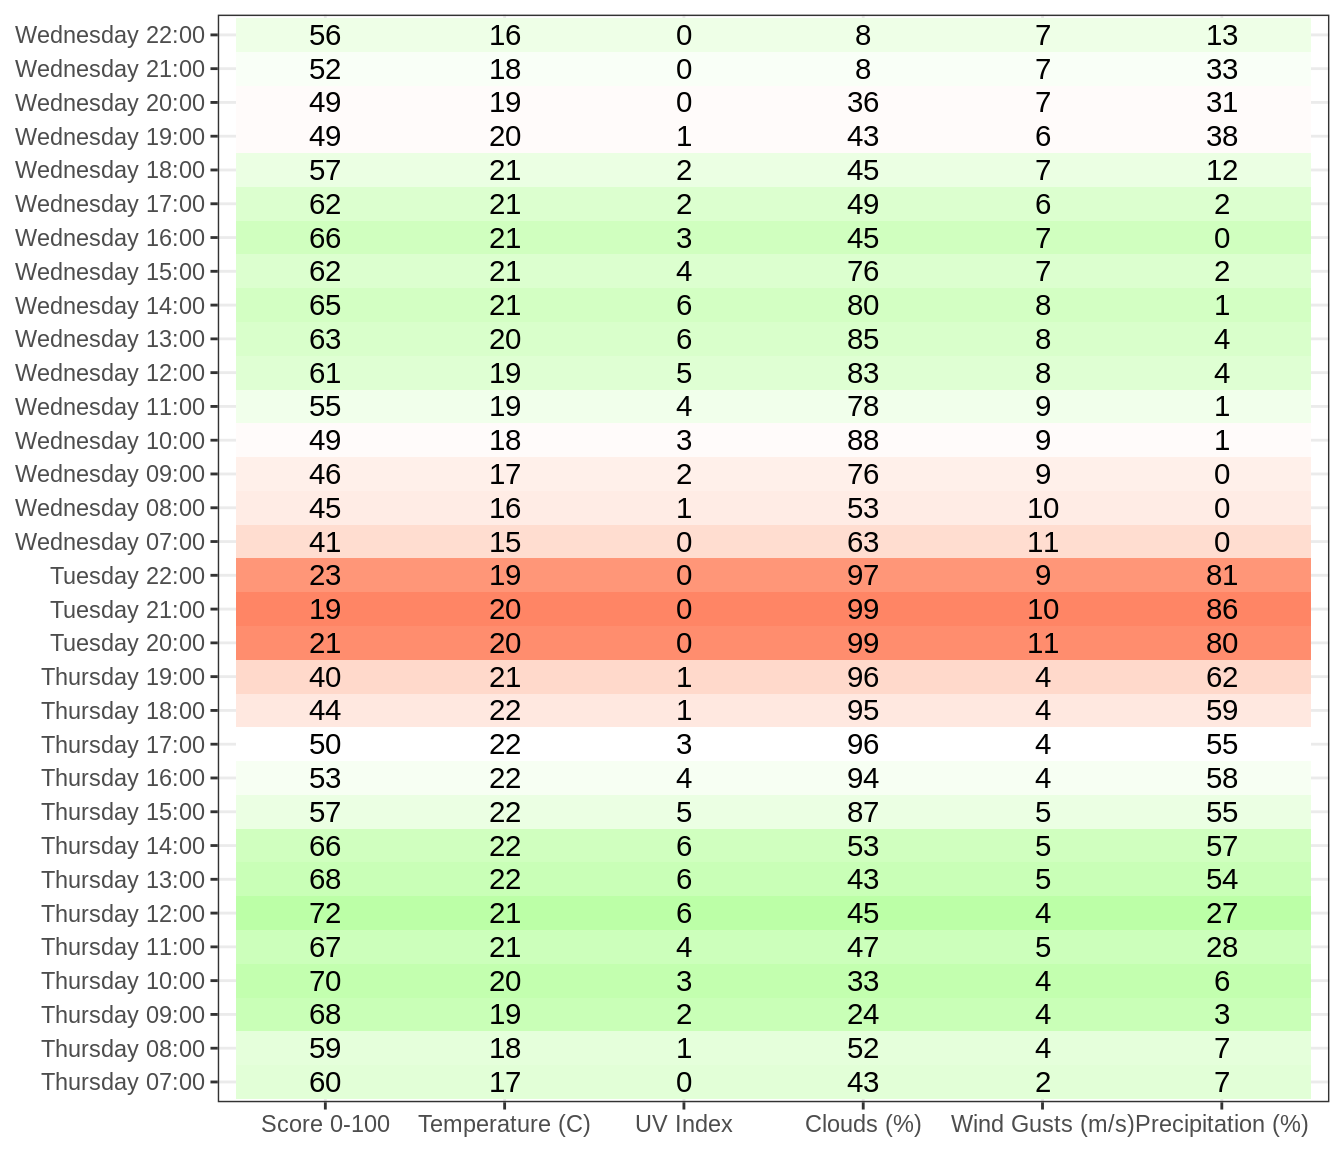 Wednesday 22:00 56 16 0 8 7 13
Wednesday 21:00 52 18 0 8 7 33
Wednesday 20:00 49 19 0 36 7 31
Wednesday 19:00 49 20 1 43 6 38
Wednesday 18:00 57 21 2 45 7 12
Wednesday 17:00 62 21 2 49 6 2
Wednesday 16:00 66 21 3 45 7 0
Wednesday 15:00 62 21 4 76 7 2
Wednesday 14:00 65 21 6 80 8 1
Wednesday 13:00 63 20 6 85 8 4
Wednesday 12:00 61 19 5 83 8 4
Wednesday 11:00 55 19 4 78 9 1
Wednesday 10:00 49 18 3 88 9 1
Wednesday 09:00 46 17 2 76 9 0
Wednesday 08:00 45 16 1 53 10 0
Wednesday 07:00 41 15 0 63 11 0
Tuesday 22:00 23 19 0 97 9 81
Tuesday 21:00 19 20 0 99 10 86
Tuesday 20:00 21 20 0 99 11 80
Thursday 19:00 40 21 1 96 4 62
Thursday 18:00 44 22 1 95 4 59
Thursday 17:00 50 22 3 96 4 55
Thursday 16:00 53 22 4 94 4 58
Thursday 15:00 57 22 5 87 5 55
Thursday 14:00 66 22 6 53 5 57
Thursday 13:00 68 22 6 43 5 54
Thursday 12:00 72 21 6 45 4 27
Thursday 11:00 67 21 4 47 5 28
Thursday 10:00 70 20 3 33 4 6
Thursday 09:00 68 19 2 24 4 3
Thursday 08:00 59 18 1 52 4 7
Thursday 07:00 60 17 0 43 2 7
Score 0-100 Temperature (C) UV Index Clouds (%) Wind Gusts (m/s) Precipitation (%)